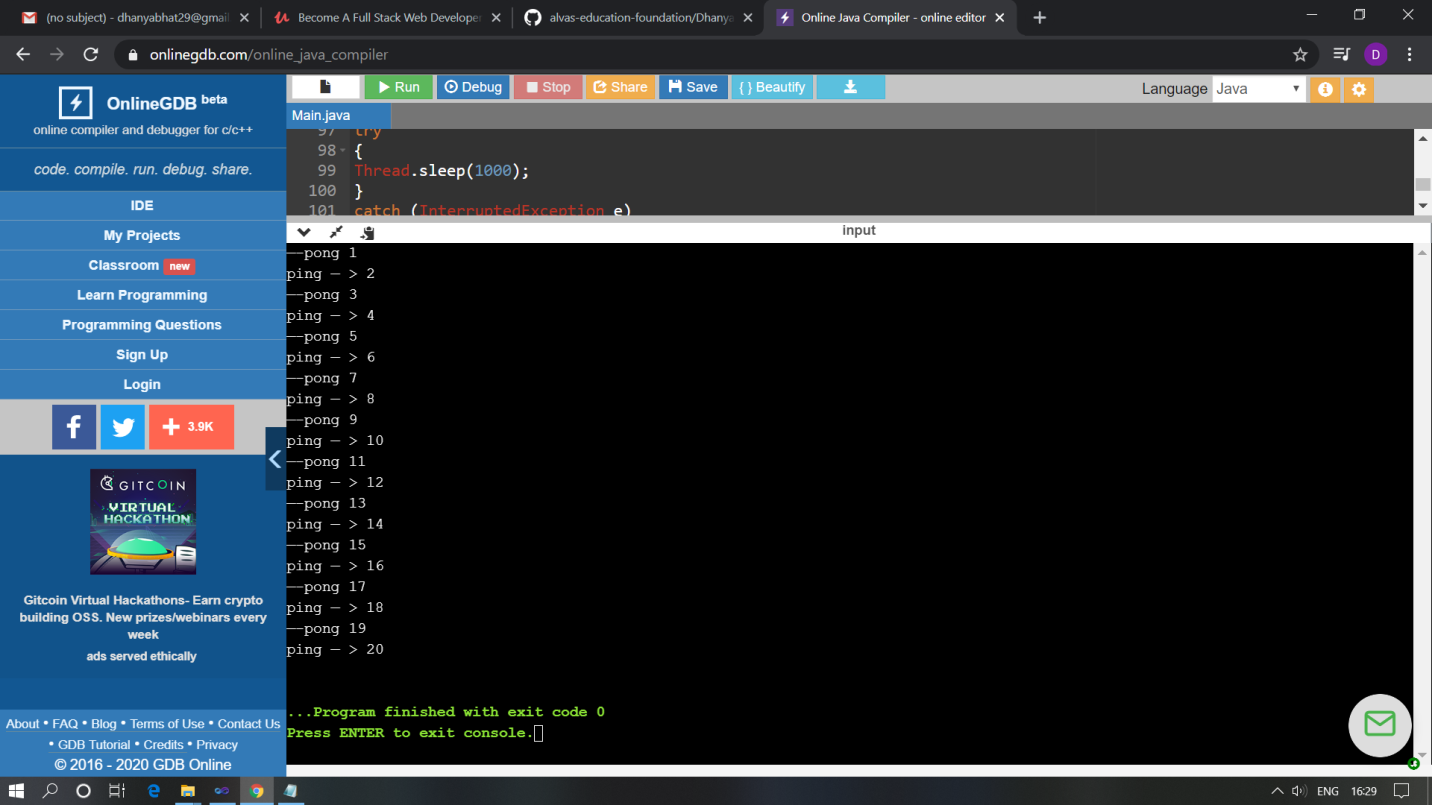 (no subject) - dhanyabhat29@gmail
Become A Full Stack Web Developer
alvas-education-foundation/Dhanya
Online Java Compiler - online editor
onlinegdb.com/online_java_compiler
D
OnlineGDB beta
online compiler and debugger for c/c++
code. compile. run. debug. share.
IDE
My Projects
Classroom new
Learn Programming
Programming Questions
Sign Up
Login
3.9K
GITCOIN
VIRTUAL
HACKATHON
Gitcoin Virtual Hackathons- Earn crypto
building OSS. New prizes/webinars every
week
ads served ethically
About • FAQ • Blog • Terms of Use • Contact Us
• GDB Tutorial • Credits • Privacy
© 2016 - 2020 GDB Online
Run Debug Stop Share Save { } Beautify Language Java
Main.java
97 try
98 {
99 Thread.sleep(1000);
100 }
101 catch (InterruptedException e)
input
——pong 1
ping — > 2
——pong 3
ping — > 4
——pong 5
ping — > 6
——pong 7
ping — > 8
——pong 9
ping — > 10
——pong 11
ping — > 12
——pong 13
ping — > 14
——pong 15
ping — > 16
——pong 17
ping — > 18
——pong 19
ping — > 20
...Program finished with exit code 0
Press ENTER to exit console.
ENG 16:29